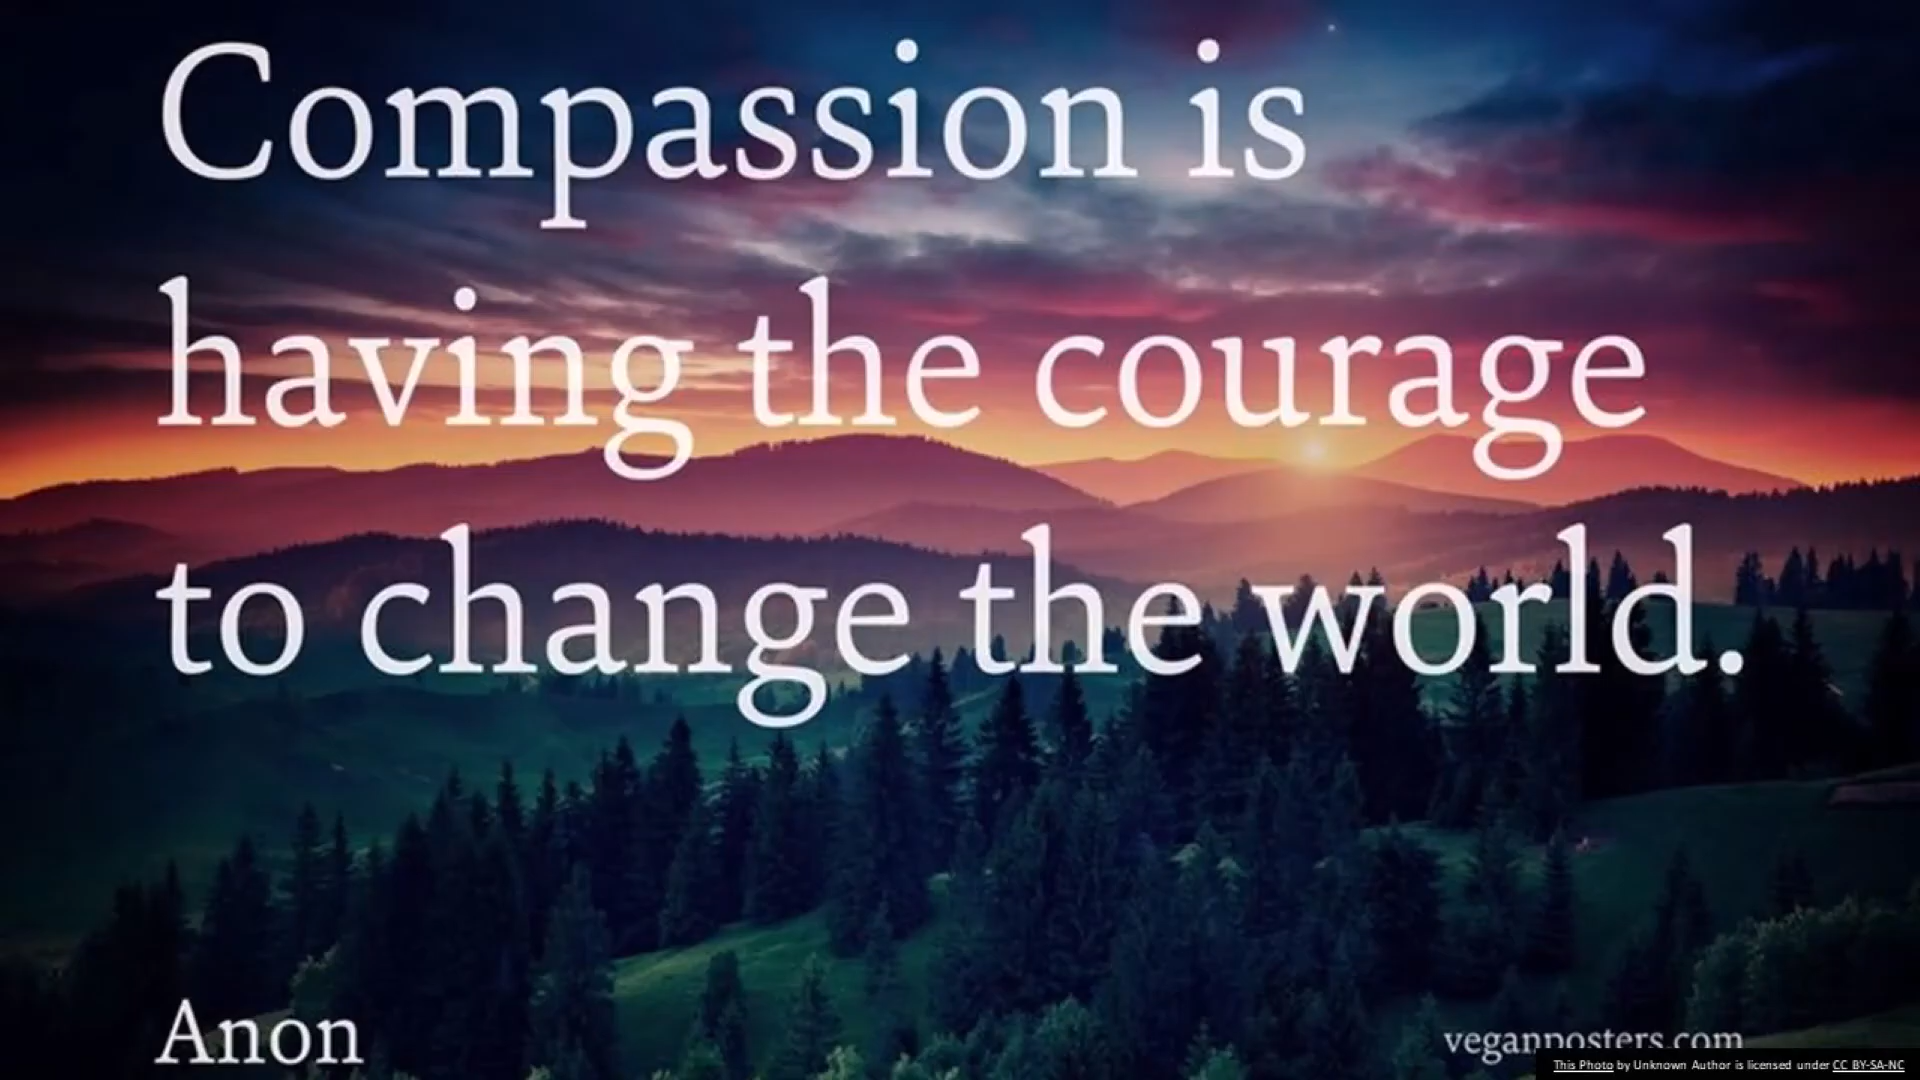 Compassion is
having the courage
to change the world.
Anon
veganposters.com
This Photo by Unknown Author is licensed under CC BY-SA-NC